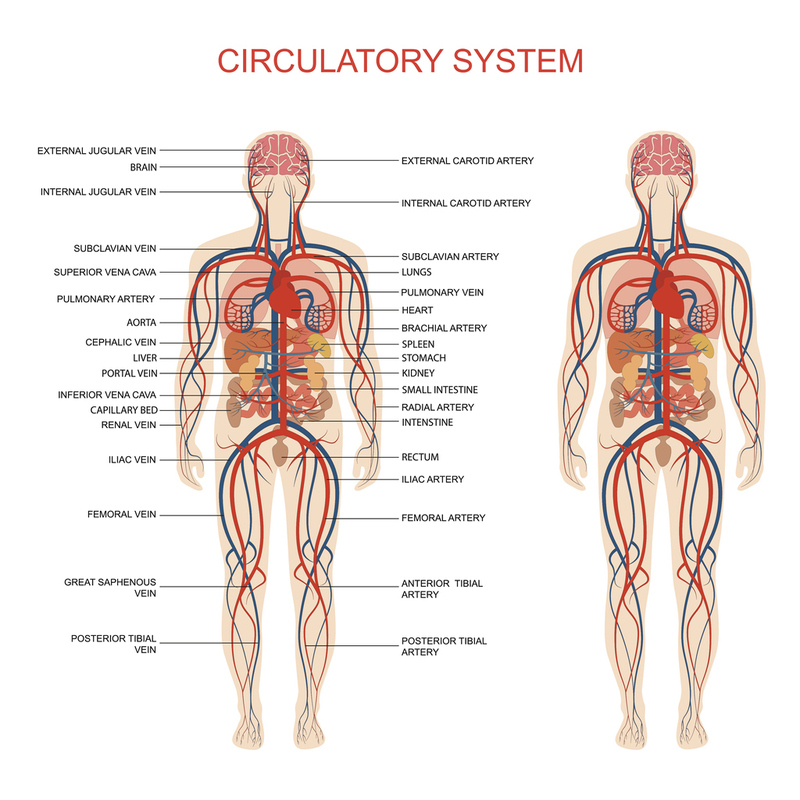 CIRCULATORY SYSTEM
EXTERNAL JUGULAR VEIN
BRAIN
INTERNAL JUGULAR VEIN
SUBCLAVIAN VEIN
SUPERIOR VENA CAVA
PULMONARY ARTERY
AORTA
CEPHALIC VEIN
LIVER
PORTAL VEIN
INFERIOR VENA CAVA
CAPILLARY BED
RENAL VEIN
ILIAC VEIN
FEMORAL VEIN
GREAT SAPHENOUS
VEIN
POSTERIOR TIBIAL
VEIN
EXTERNAL CAROTID ARTERY
INTERNAL CAROTID ARTERY
SUBCLAVIAN ARTERY
LUNGS
PULMONARY VEIN
HEART
BRACHIAL ARTERY
SPLEEN
STOMACH
KIDNEY
SMALL INTESTINE
RADIAL ARTERY
INTENSTINE
RECTUM
ILIAC ARTERY
FEMORAL ARTERY
ANTERIOR TIBIAL
ARTERY
POSTERIOR TIBIAL
ARTERY